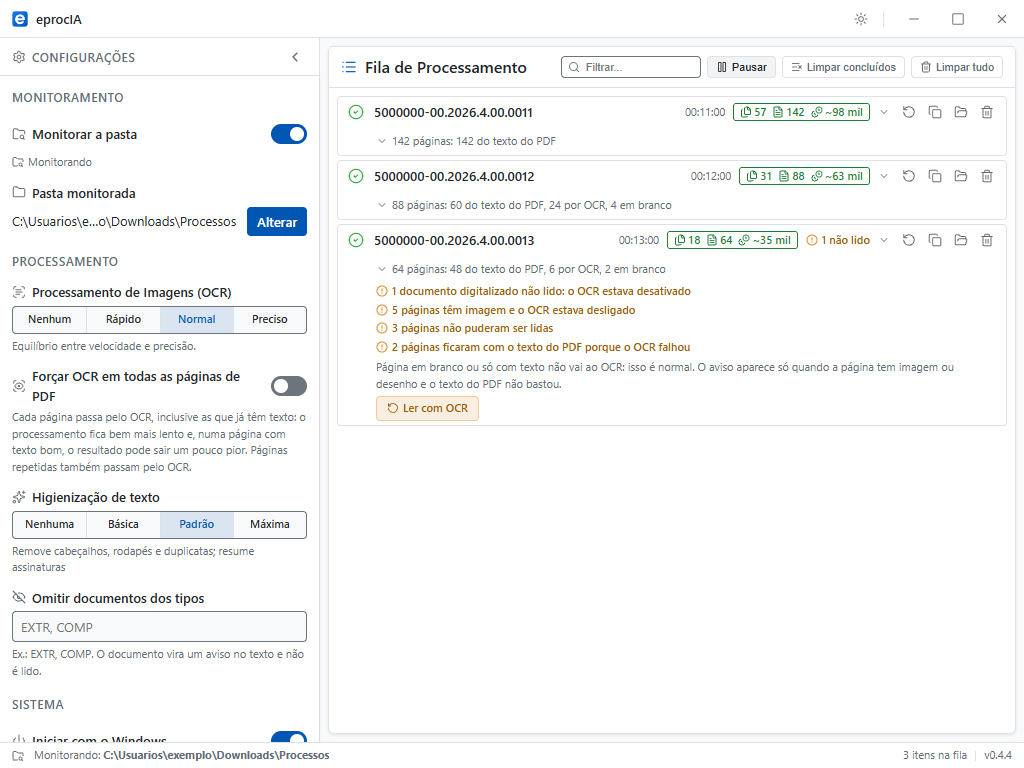 eprocIA
CONFIGURAÇÕES
MONITORAMENTO
Monitorar a pasta
Monitorando
Pasta monitorada
C:\Usuarios\e...o\Downloads\Processos
Alterar
PROCESSAMENTO
Processamento de Imagens (OCR)
Nenhum Rápido Normal Preciso
Equilíbrio entre velocidade e precisão.
Forçar OCR em todas as páginas de
PDF
Cada página passa pelo OCR, inclusive as que já têm texto: o
processamento fica bem mais lento e, numa página com
texto bom, o resultado pode sair um pouco pior. Páginas
repetidas também passam pelo OCR.
Higienização de texto
Nenhuma Básica Padrão Máxima
Remove cabeçalhos, rodapés e duplicatas; resume
assinaturas
Omitir documentos dos tipos
EXTR, COMP
Ex.: EXTR, COMP. O documento vira um aviso no texto e não
é lido.
SISTEMA
Iniciar com o Windows
Fila de Processamento
Filtrar...
Pausar
Limpar concluídos
Limpar tudo
5000000-00.2026.4.00.0011 00:11:00 57 142 ~98 mil
142 páginas: 142 do texto do PDF
5000000-00.2026.4.00.0012 00:12:00 31 88 ~63 mil
88 páginas: 60 do texto do PDF, 24 por OCR, 4 em branco
5000000-00.2026.4.00.0013 00:13:00 18 64 ~35 mil 1 não lido
64 páginas: 48 do texto do PDF, 6 por OCR, 2 em branco
1 documento digitalizado não lido: o OCR estava desativado
5 páginas têm imagem e o OCR estava desligado
3 páginas não puderam ser lidas
2 páginas ficaram com o texto do PDF porque o OCR falhou
Página em branco ou só com texto não vai ao OCR: isso é normal. O aviso aparece só quando a página tem imagem ou
desenho e o texto do PDF não bastou.
Ler com OCR
Monitorando: C:\Usuarios\exemplo\Downloads\Processos
3 itens na fila
v0.4.4